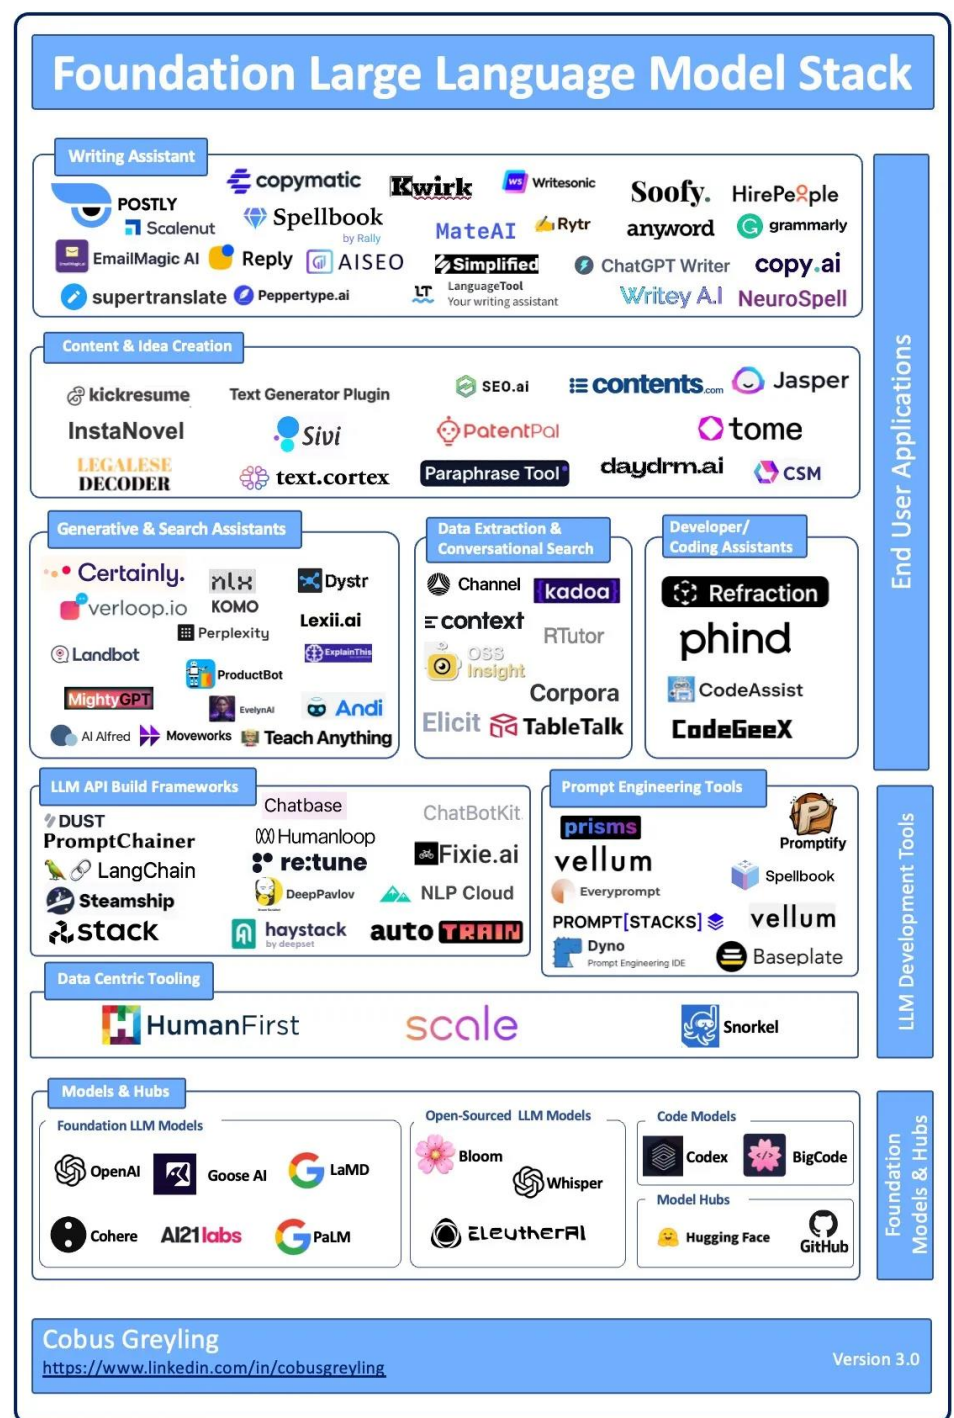 Foundation Large Language Model Stack
Writing Assistant
POSTLY
copymatic
Kwirk
WS
Writesonic
Soofy.
HirePeople
Scalenut
Spellbook
by Rally
MateAI
Rytr
anyword
grammarly
EmailMagic AI
Reply
AISEO
Simplified
ChatGPT Writer
copy.ai
supertranslate
Peppertype.ai
LT
LanguageTool
Your writing assistant
Writey A.I
NeuroSpell
Content & Idea Creation
kickresume
Text Generator Plugin
SEO.ai
contents.com
Jasper
InstaNovel
Sivi
PatentPal
tome
LEGALESE
DECODER
text.cortex
Paraphrase Tool
daydrm.ai
CSM
End User Applications
Generative & Search Assistants
Certainly.
nlx
Dystr
verloop.io
KOMO
Lexii.ai
Perplexity
Landbot
ExplainThis
ProductBot
MightyGPT
EvelynAI
Andi
AI Alfred
Moveworks
Teach Anything
Data Extraction &
Conversational Search
Channel
{kadoa}
context
RTutor
OSS
Insight
Corpora
Elicit
TableTalk
Developer/
Coding Assistants
Refraction
phind
CodeAssist
CodeGeeX
LLM API Build Frameworks
DUST
Chatbase
ChatBotKit
PromptChainer
Humanloop
LangChain
re:tune
Fixie.ai
Steamship
DeepPavlov
NLP Cloud
stack
haystack
by deepset
auto TRAIN
Prompt Engineering Tools
prisms
Promptify
vellum
Everyprompt
Spellbook
PROMPT[STACKS]
vellum
Dyno
Prompt Engineering IDE
Baseplate
LLM Development Tools
Data Centric Tooling
HumanFirst
scale
Snorkel
Models & Hubs
Foundation LLM Models
OpenAI
Goose AI
LaMD
Cohere
AI21labs
PaLM
Open-Sourced LLM Models
Bloom
Whisper
EleutherAI
Code Models
Codex
BigCode
Model Hubs
Hugging Face
GitHub
Foundation
Models & Hubs
Cobus Greyling
https://www.linkedin.com/in/cobusgreyling
Version 3.0